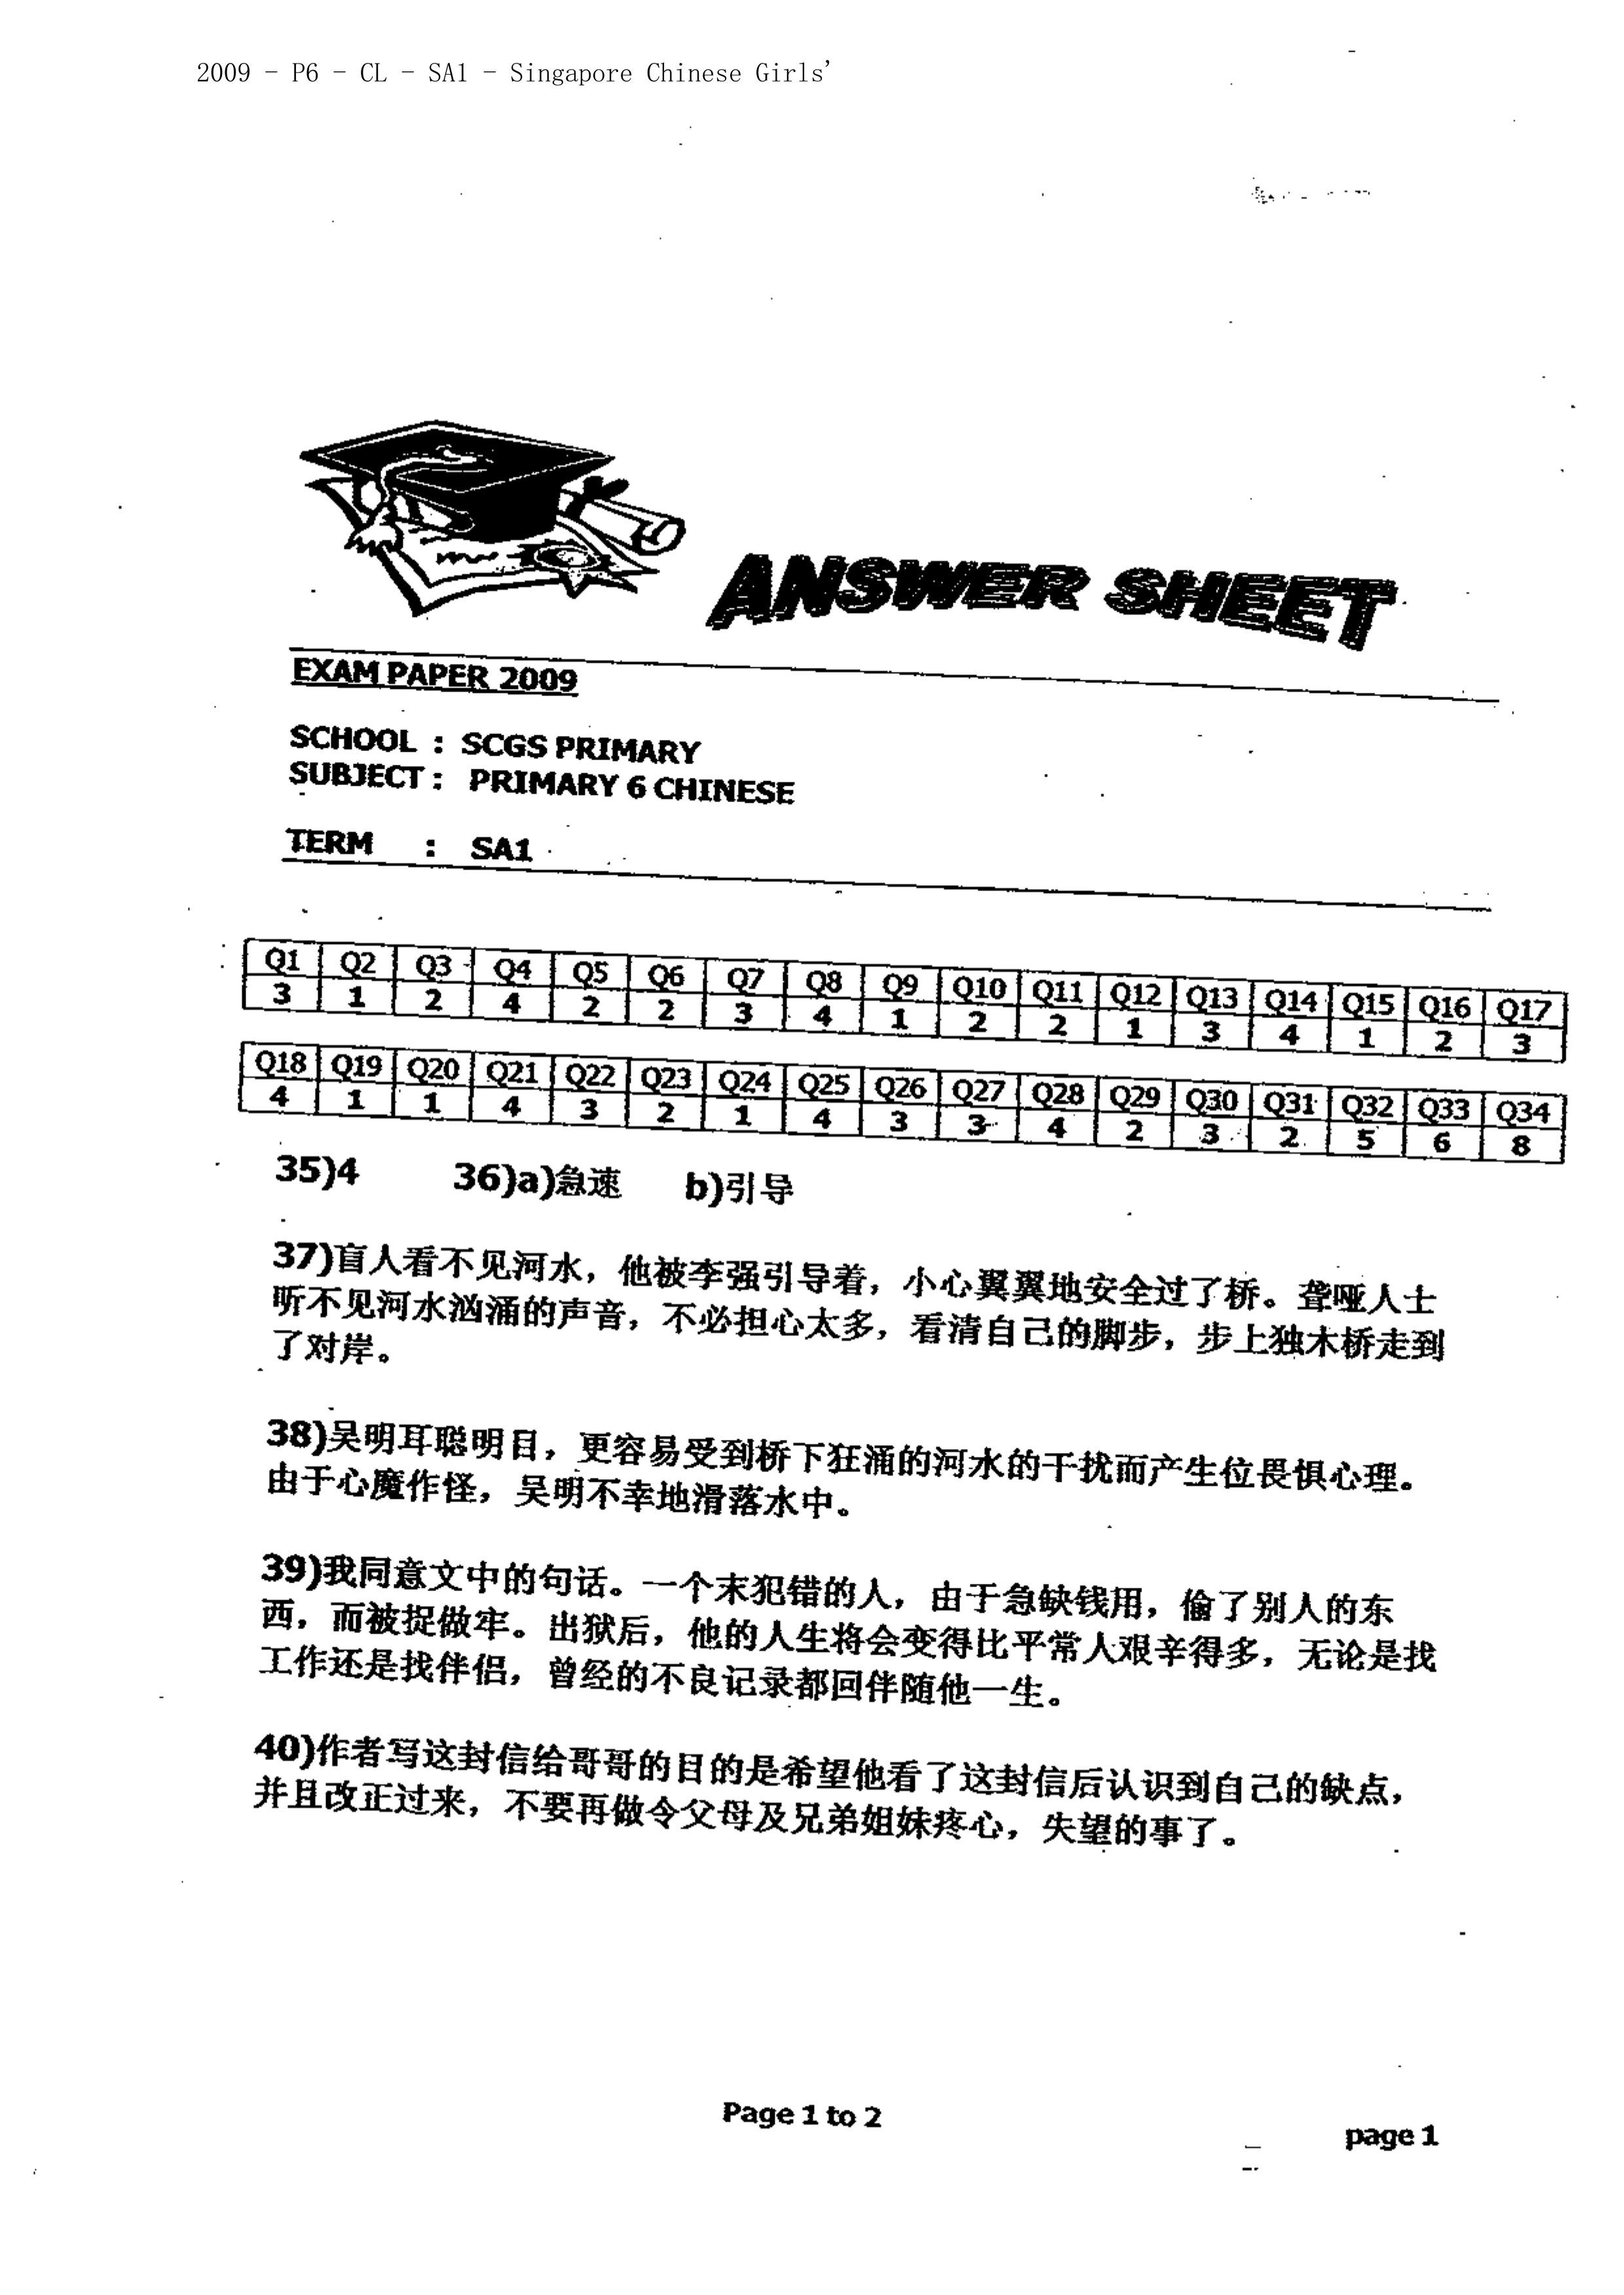 2009 - P6 - CL - SA1 - Singapore Chinese Girls'
ANSWER SHEET
EXAM PAPER 2009
SCHOOL : SCGS PRIMARY
SUBJECT : PRIMARY 6 CHINESE
TERM : SA1
Q1 Q2 Q3 Q4 Q5 Q6 Q7 Q8 Q9 Q10 Q11 Q12 Q13 Q14 Q15 Q16 Q17
3 1 2 4 2 2 3 4 1 2 2 1 3 4 1 2 3
Q18 Q19 Q20 Q21 Q22 Q23 Q24 Q25 Q26 Q27 Q28 Q29 Q30 Q31 Q32 Q33 Q34
4 1 1 4 3 2 1 4 3 3 4 2 3 2 5 6 8
35)4 36)a)急速 b)引导
37)盲人看不见河水，他被李强引导着，小心翼翼地安全过了桥。聋哑人士
听不见河水汹涌的声音，不必担心太多，看清自己的脚步，步上独木桥走到
了对岸。
38)吴明耳聪明目，更容易受到桥下狂涌的河水的干扰而产生位畏惧心理。
由于心魔作怪，吴明不幸地滑落水中。
39)我同意文中的句话。一个末犯错的人，由于急缺钱用，偷了别人的东
西，而被捉做牢。出狱后，他的人生将会变得比平常人艰辛得多，无论是找
工作还是找伴侣，曾经的不良记录都回伴随他一生。
40)作者写这封信给哥哥的目的是希望他看了这封信后认识到自己的缺点，
并且改正过来，不要再做令父母及兄弟姐妹疼心，失望的事了。
Page 1 to 2
page 1